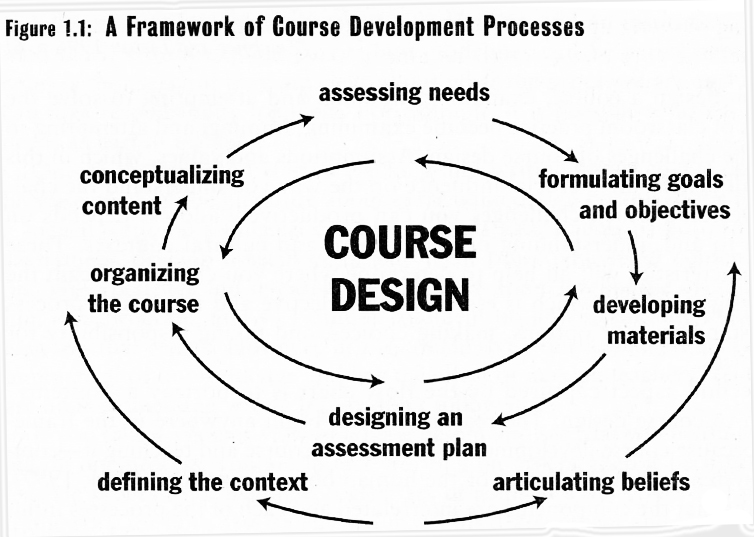 Figure 1.1: A Framework of Course Development Processes
assessing needs
conceptualizing
content
formulating goals
and objectives
COURSE
DESIGN
organizing
the course
developing
materials
designing an
assessment plan
defining the context
articulating beliefs